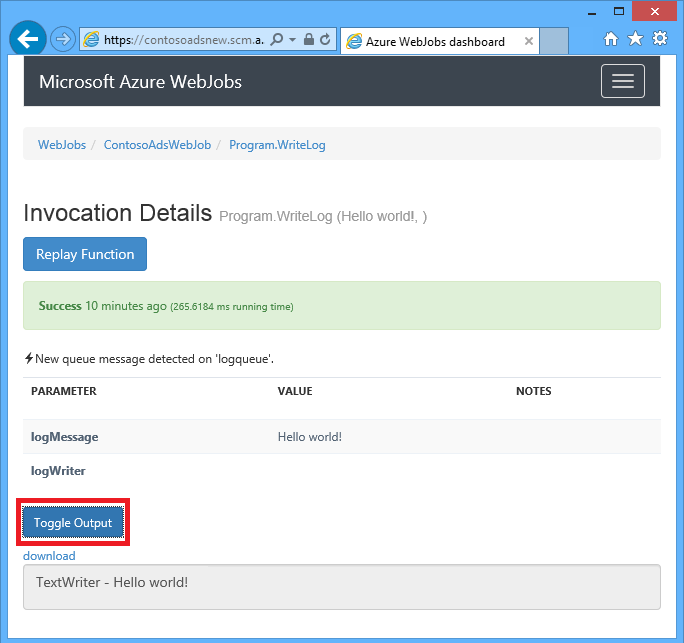 https://contosoadsnew.scm.a.
Azure WebJobs dashboard
Microsoft Azure WebJobs
WebJobs / ContosoAdsWebJob / Program.WriteLog
Invocation Details Program.WriteLog (Hello world!, )
Replay Function
Success 10 minutes ago (265.6184 ms running time)
New queue message detected on 'logqueue'.
PARAMETER VALUE NOTES
logMessage Hello world!
logWriter
Toggle Output
download
TextWriter - Hello world!